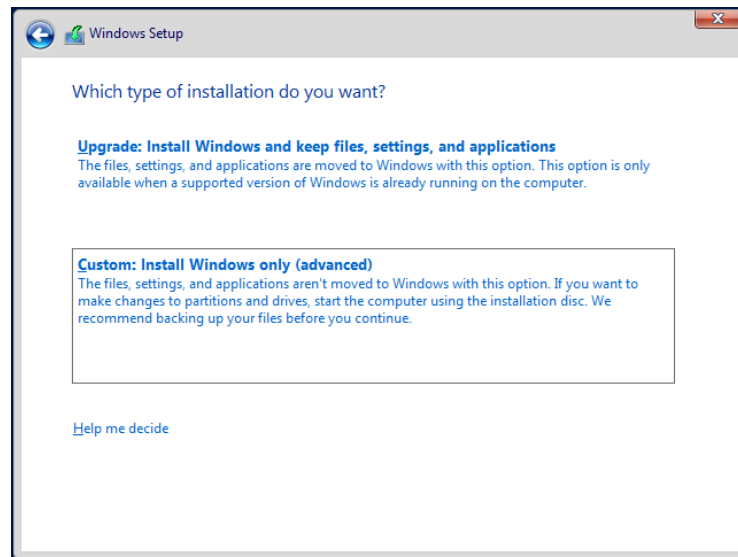 Windows Setup
Which type of installation do you want?
Upgrade: Install Windows and keep files, settings, and applications
The files, settings, and applications are moved to Windows with this option. This option is only
available when a supported version of Windows is already running on the computer.
Custom: Install Windows only (advanced)
The files, settings, and applications aren't moved to Windows with this option. If you want to
make changes to partitions and drives, start the computer using the installation disc. We
recommend backing up your files before you continue.
Help me decide